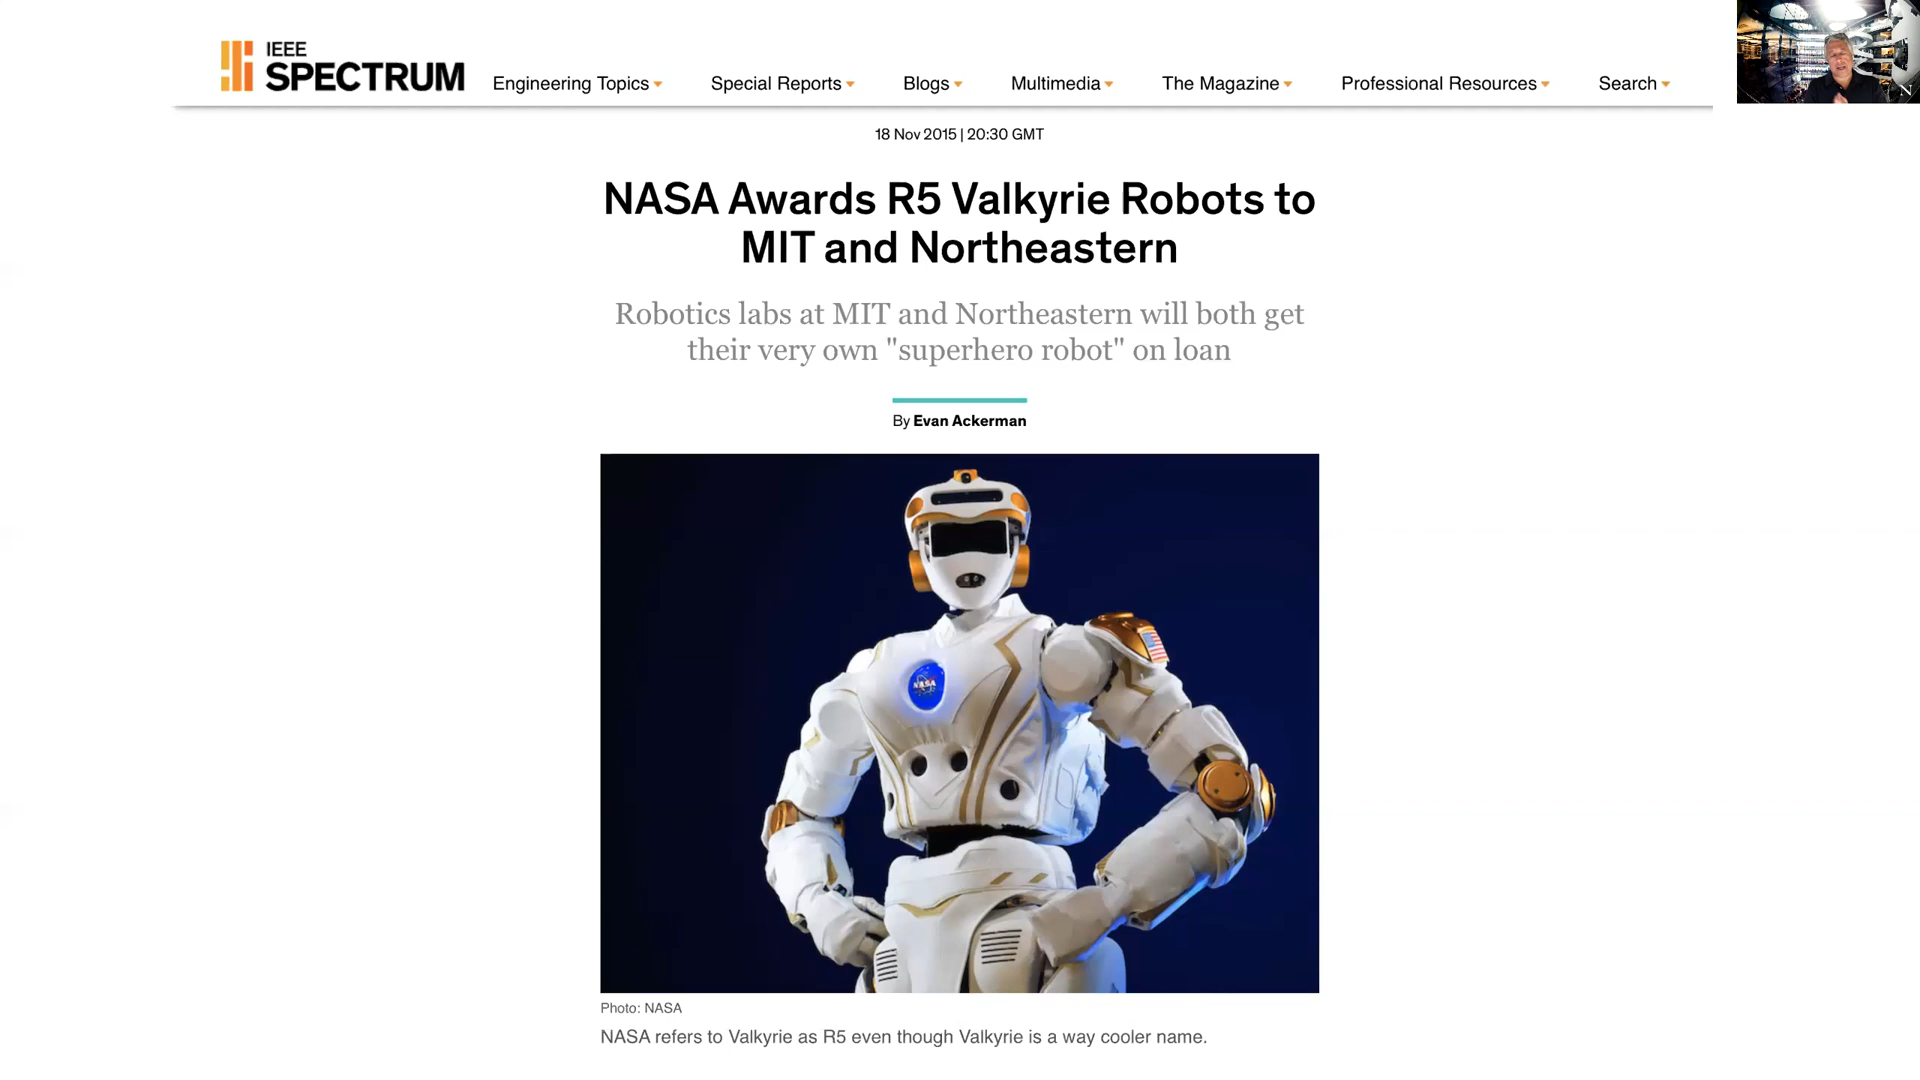 IEEE
SPECTRUM
Engineering Topics
Special Reports
Blogs
Multimedia
The Magazine
Professional Resources
Search
N
18 Nov 2015 | 20:30 GMT
NASA Awards R5 Valkyrie Robots to
MIT and Northeastern
Robotics labs at MIT and Northeastern will both get
their very own "superhero robot" on loan
By Evan Ackerman
NASA
Photo: NASA
NASA refers to Valkyrie as R5 even though Valkyrie is a way cooler name.